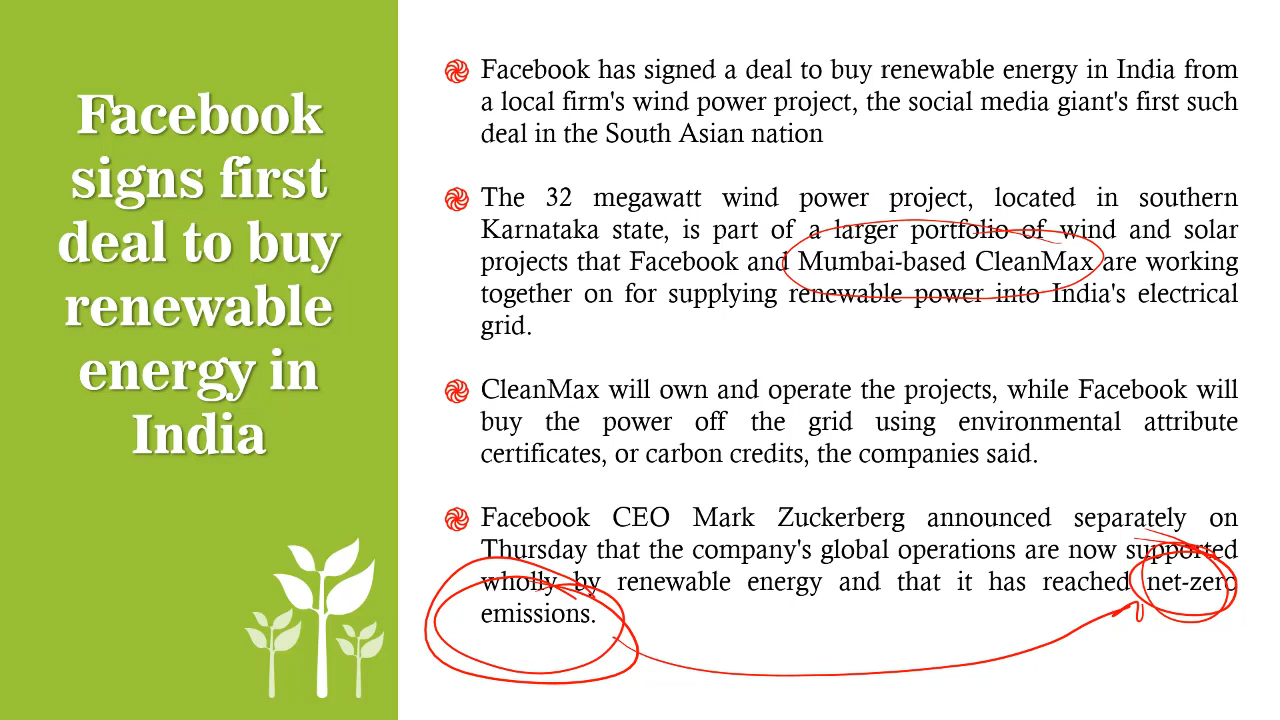 Facebook
signs first
deal to buy
renewable
energy in
India
Facebook has signed a deal to buy renewable energy in India from
a local firm's wind power project, the social media giant's first such
deal in the South Asian nation
The 32 megawatt wind power project, located in southern
Karnataka state, is part of a larger portfolio of wind and solar
projects that Facebook and Mumbai-based CleanMax are working
together on for supplying renewable power into India's electrical
grid.
CleanMax will own and operate the projects, while Facebook will
buy the power off the grid using environmental attribute
certificates, or carbon credits, the companies said.
Facebook CEO Mark Zuckerberg announced separately on
Thursday that the company's global operations are now supported
wholly by renewable energy and that it has reached net-zero
emissions.